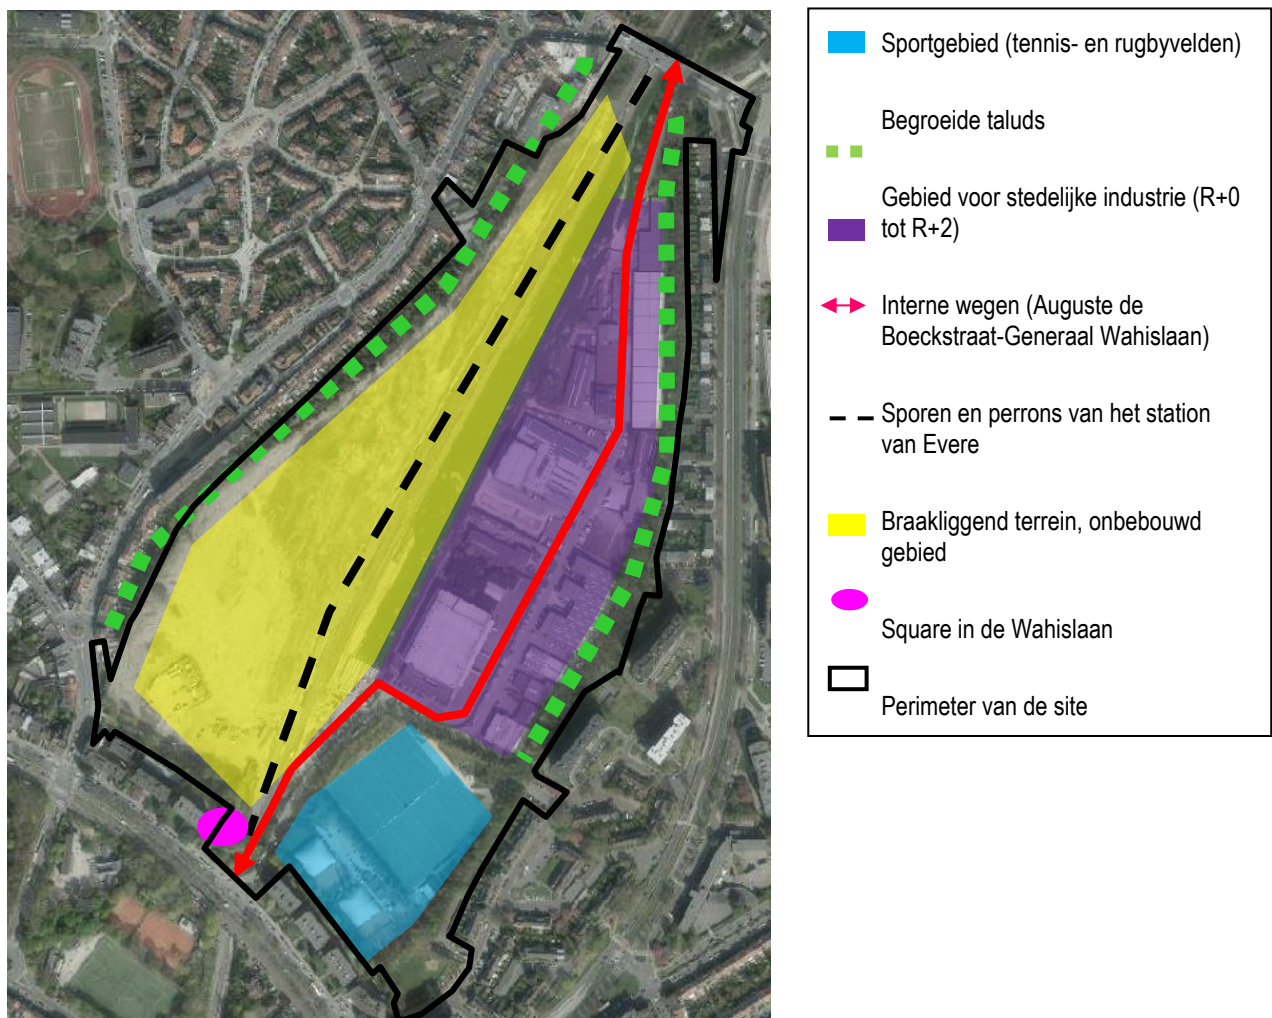 Sportgebied (tennis- en rugbyvelden)
Begroeide taluds
Gebied voor stedelijke industrie (R+0
tot R+2)
Interne wegen (Auguste de
Boeckstraat-Generaal Wahislaan)
Sporen en perrons van het station
van Evere
Braakliggend terrein, onbebouwd
gebied
Square in de Wahislaan
Perimeter van de site